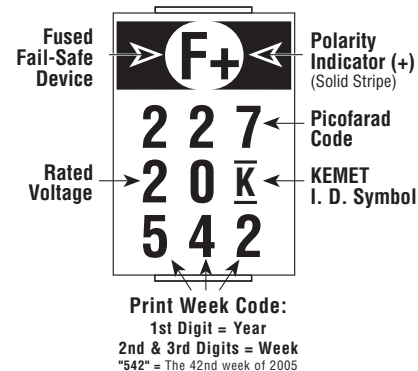 Fused
Fail-Safe
Device
F+
Polarity
Indicator (+)
(Solid Stripe)
2 2 7
Picofarad
Code
Rated
Voltage
2 0 K
KEMET
I. D. Symbol
5 4 2
Print Week Code:
1st Digit = Year
2nd & 3rd Digits = Week
"542" = The 42nd week of 2005